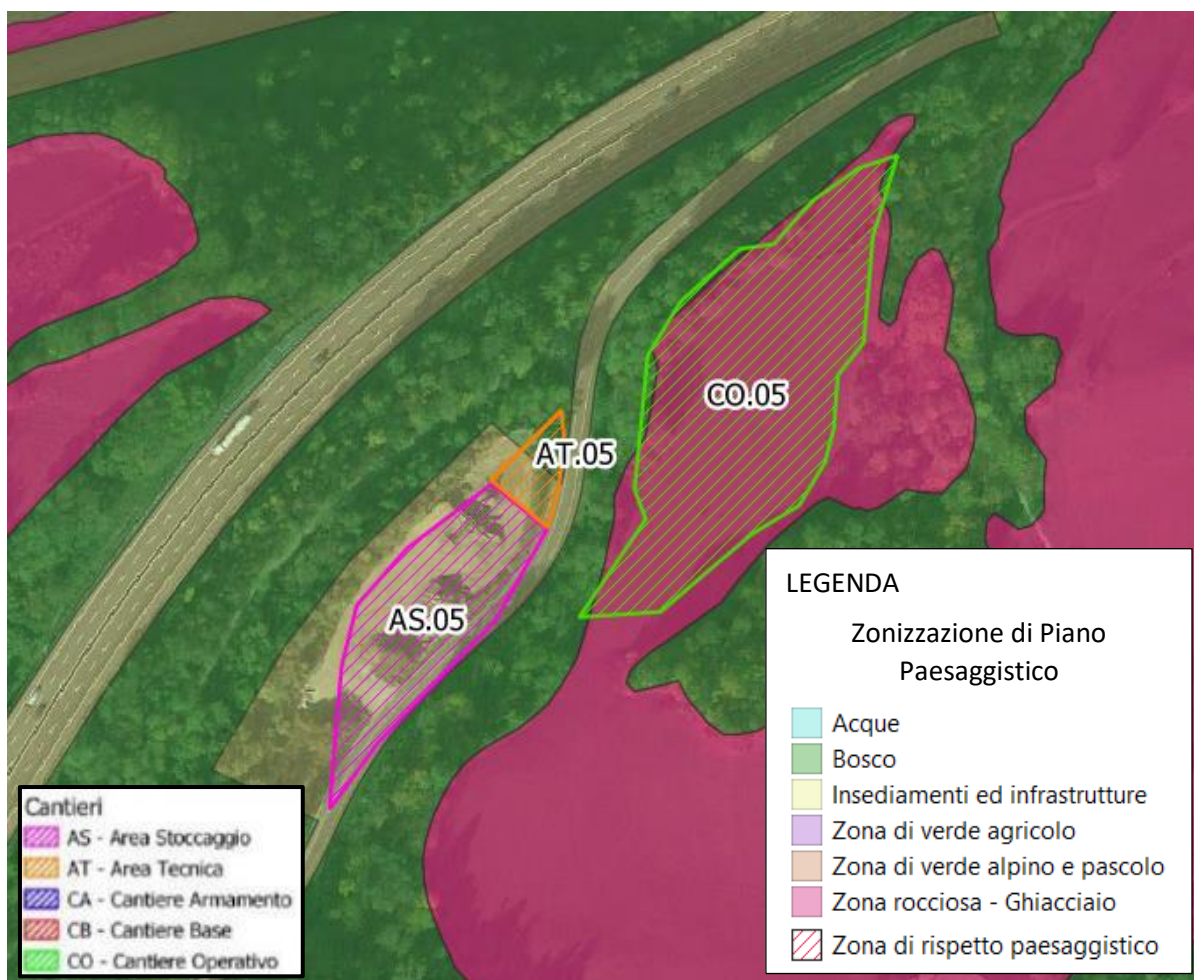 CO.05
AT.05
AS.05
Cantieri
AS - Area Stoccaggio
AT - Area Tecnica
CA - Cantiere Armamento
CB - Cantiere Base
CO - Cantiere Operativo
LEGENDA
Zonizzazione di Piano
Paesaggistico
Acque
Bosco
Insediamenti ed infrastrutture
Zona di verde agricolo
Zona di verde alpino e pascolo
Zona rocciosa - Ghiacciaio
Zona di rispetto paesaggistico